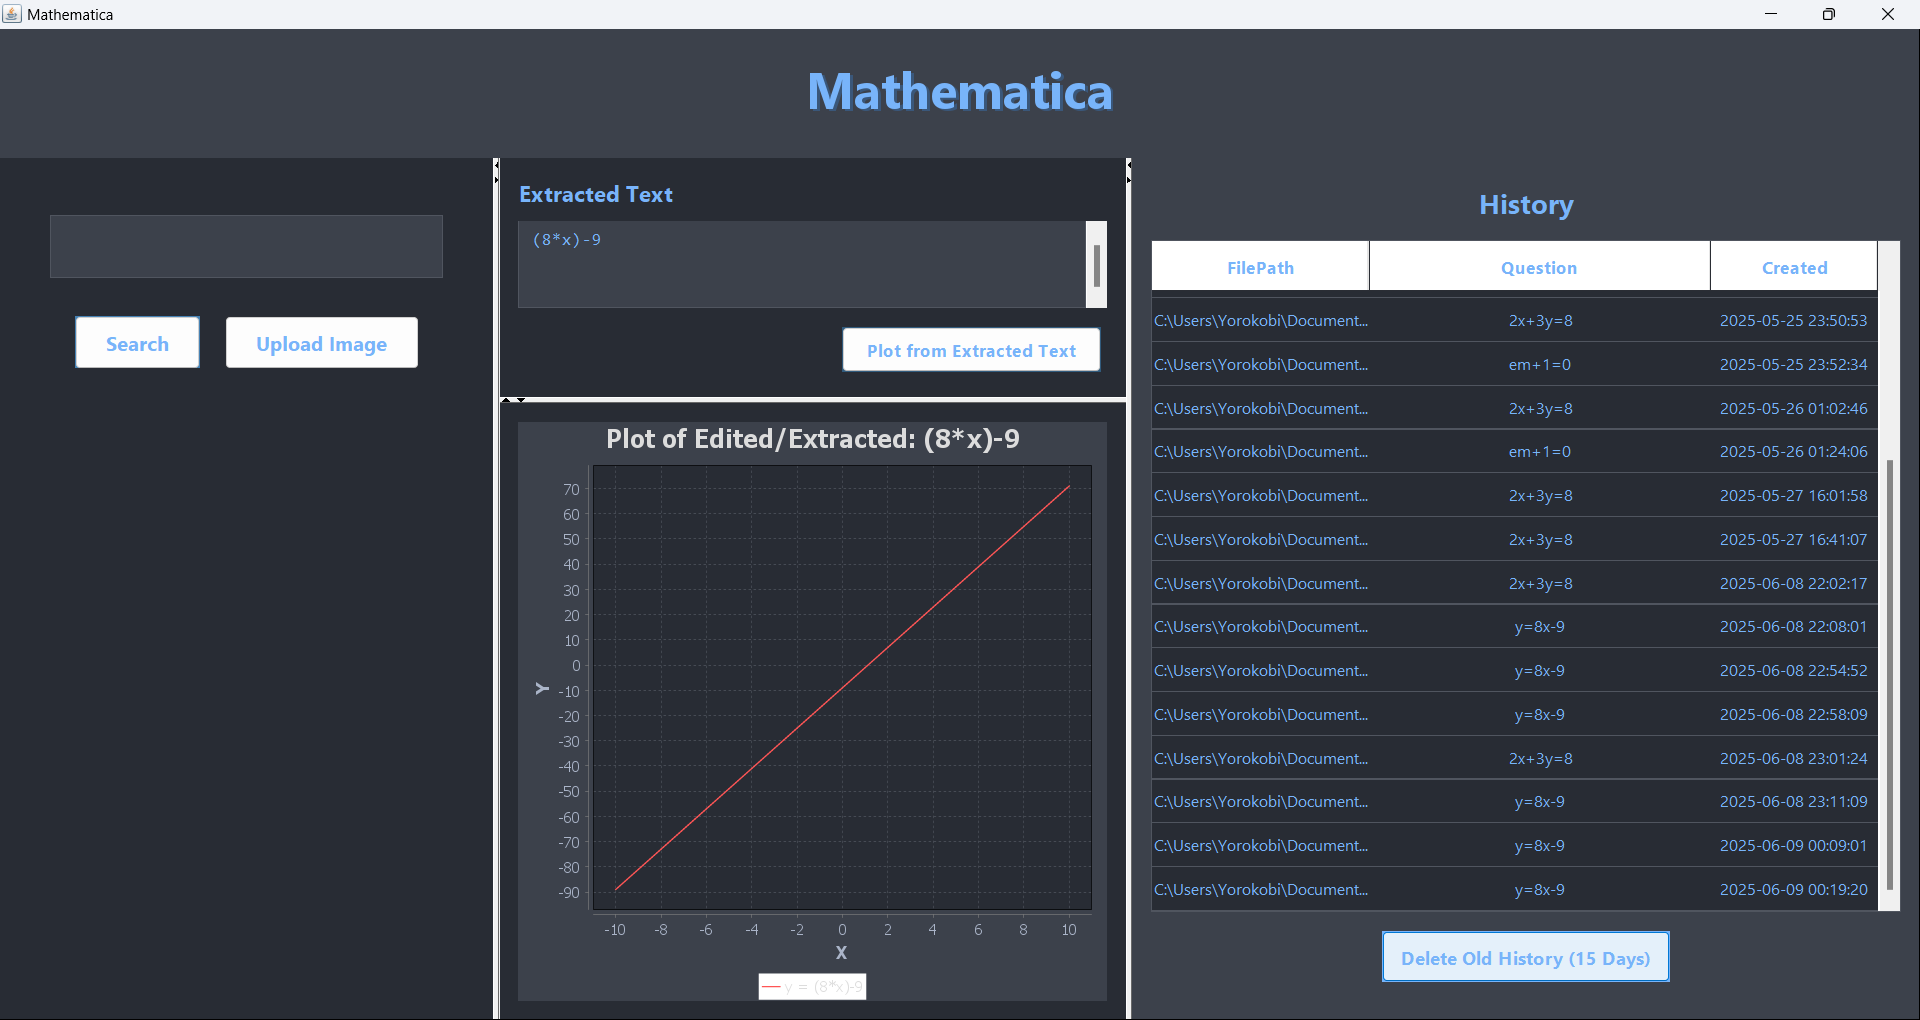 Mathematica
Mathematica
Search
Upload Image
Extracted Text
(8*x)-9
Plot from Extracted Text
Plot of Edited/Extracted: (8*x)-9
70
60
50
40
30
20
10
0
-10
-20
-30
-40
-50
-60
-70
-80
-90
Y
-10 -8 -6 -4 -2 0 2 4 6 8 10
X
y = (8*x)-9
History
FilePath Question Created
C:\Users\Yorokobi\Document... 2x+3y=8 2025-05-25 23:50:53
C:\Users\Yorokobi\Document... em+1=0 2025-05-25 23:52:34
C:\Users\Yorokobi\Document... 2x+3y=8 2025-05-26 01:02:46
C:\Users\Yorokobi\Document... em+1=0 2025-05-26 01:24:06
C:\Users\Yorokobi\Document... 2x+3y=8 2025-05-27 16:01:58
C:\Users\Yorokobi\Document... 2x+3y=8 2025-05-27 16:41:07
C:\Users\Yorokobi\Document... 2x+3y=8 2025-06-08 22:02:17
C:\Users\Yorokobi\Document... y=8x-9 2025-06-08 22:08:01
C:\Users\Yorokobi\Document... y=8x-9 2025-06-08 22:54:52
C:\Users\Yorokobi\Document... y=8x-9 2025-06-08 22:58:09
C:\Users\Yorokobi\Document... 2x+3y=8 2025-06-08 23:01:24
C:\Users\Yorokobi\Document... y=8x-9 2025-06-08 23:11:09
C:\Users\Yorokobi\Document... y=8x-9 2025-06-09 00:09:01
C:\Users\Yorokobi\Document... y=8x-9 2025-06-09 00:19:20
Delete Old History (15 Days)